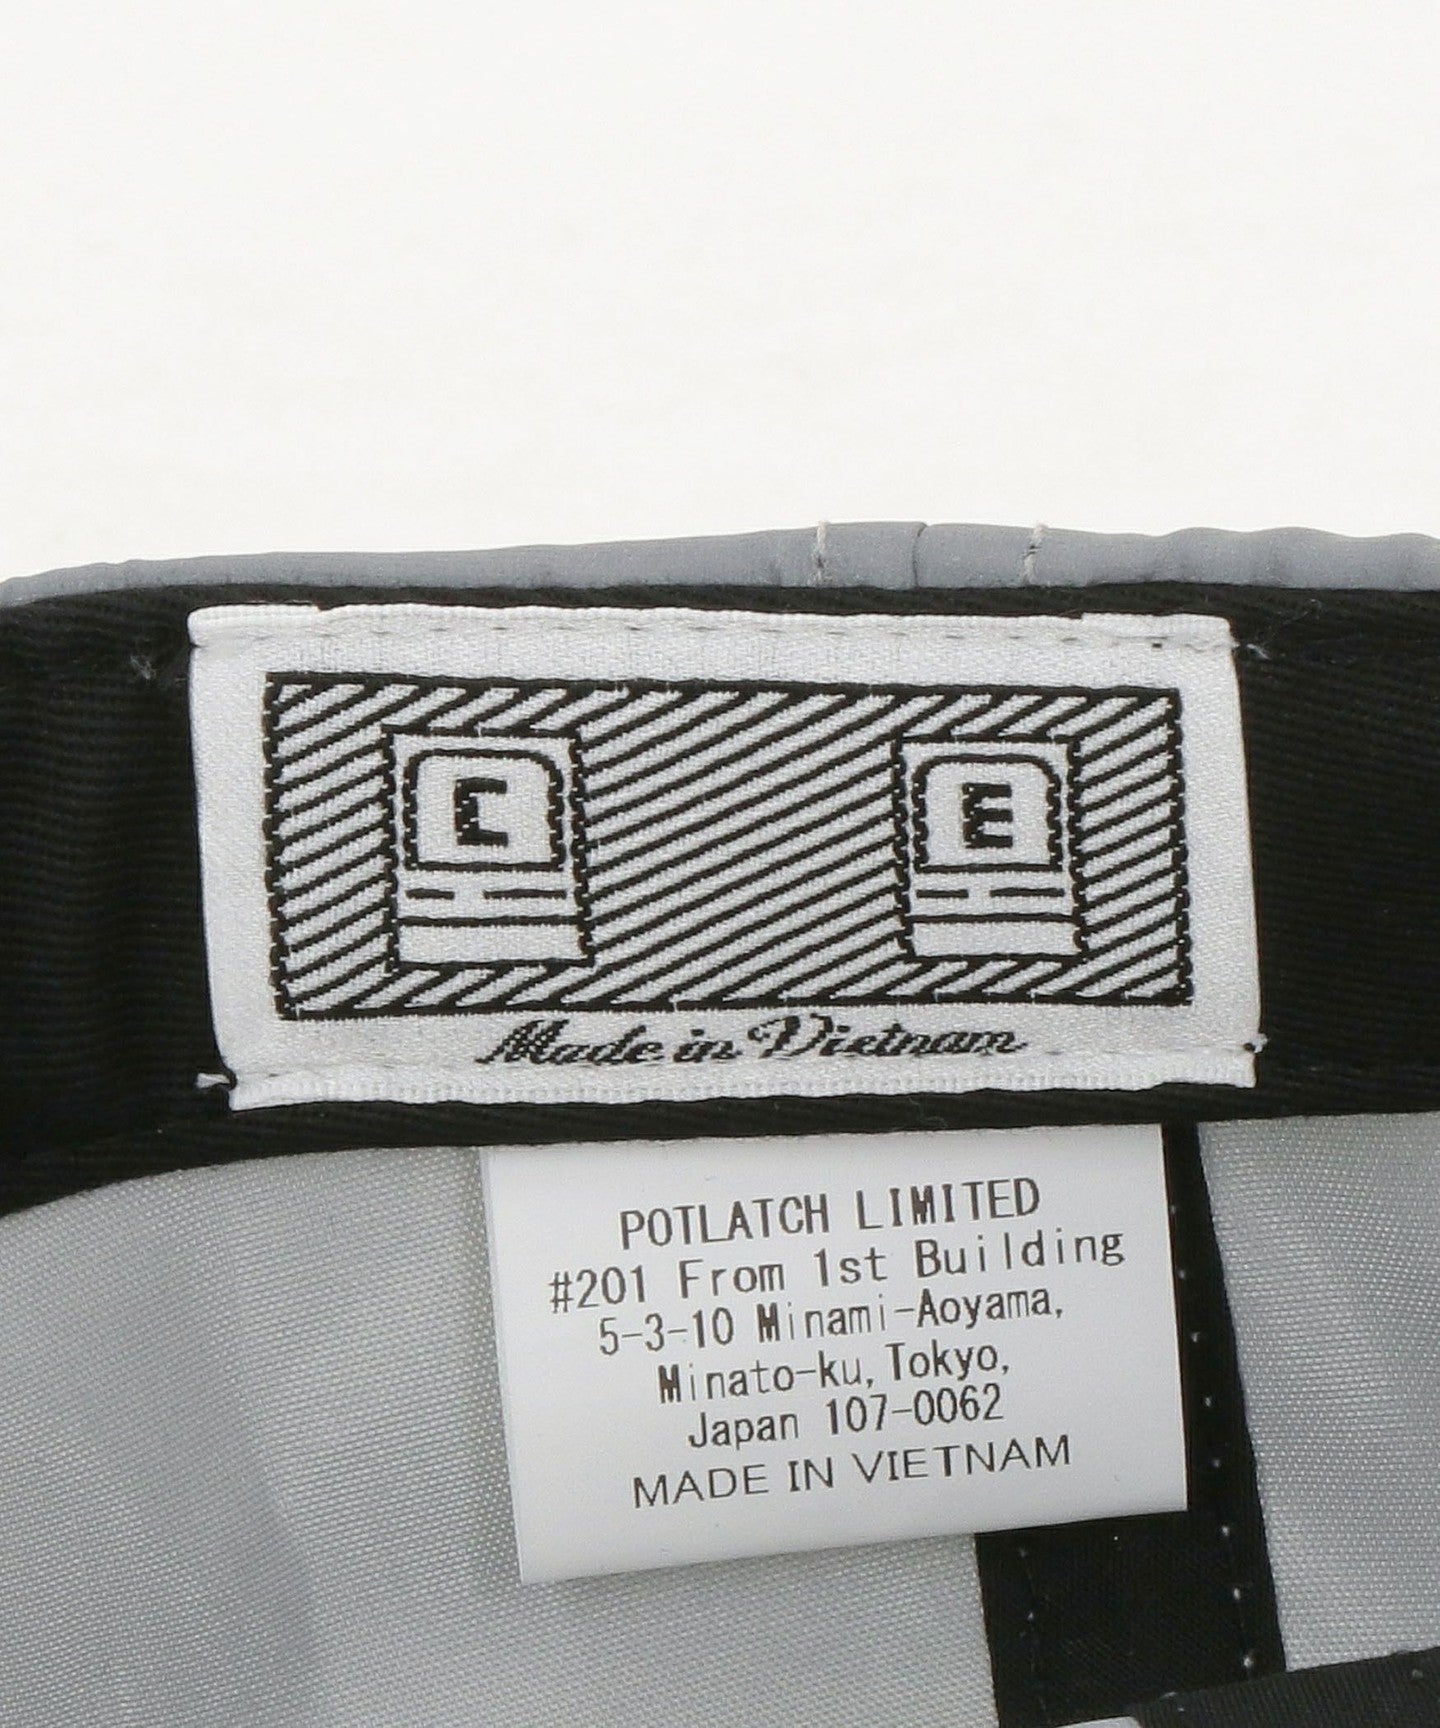 C E
Made in Vietnam
POTLATCH LIMITED
#201 From 1st Building
5-3-10 Minami-Aoyama,
Minato-ku, Tokyo,
Japan 107-0062
MADE IN VIETNAM